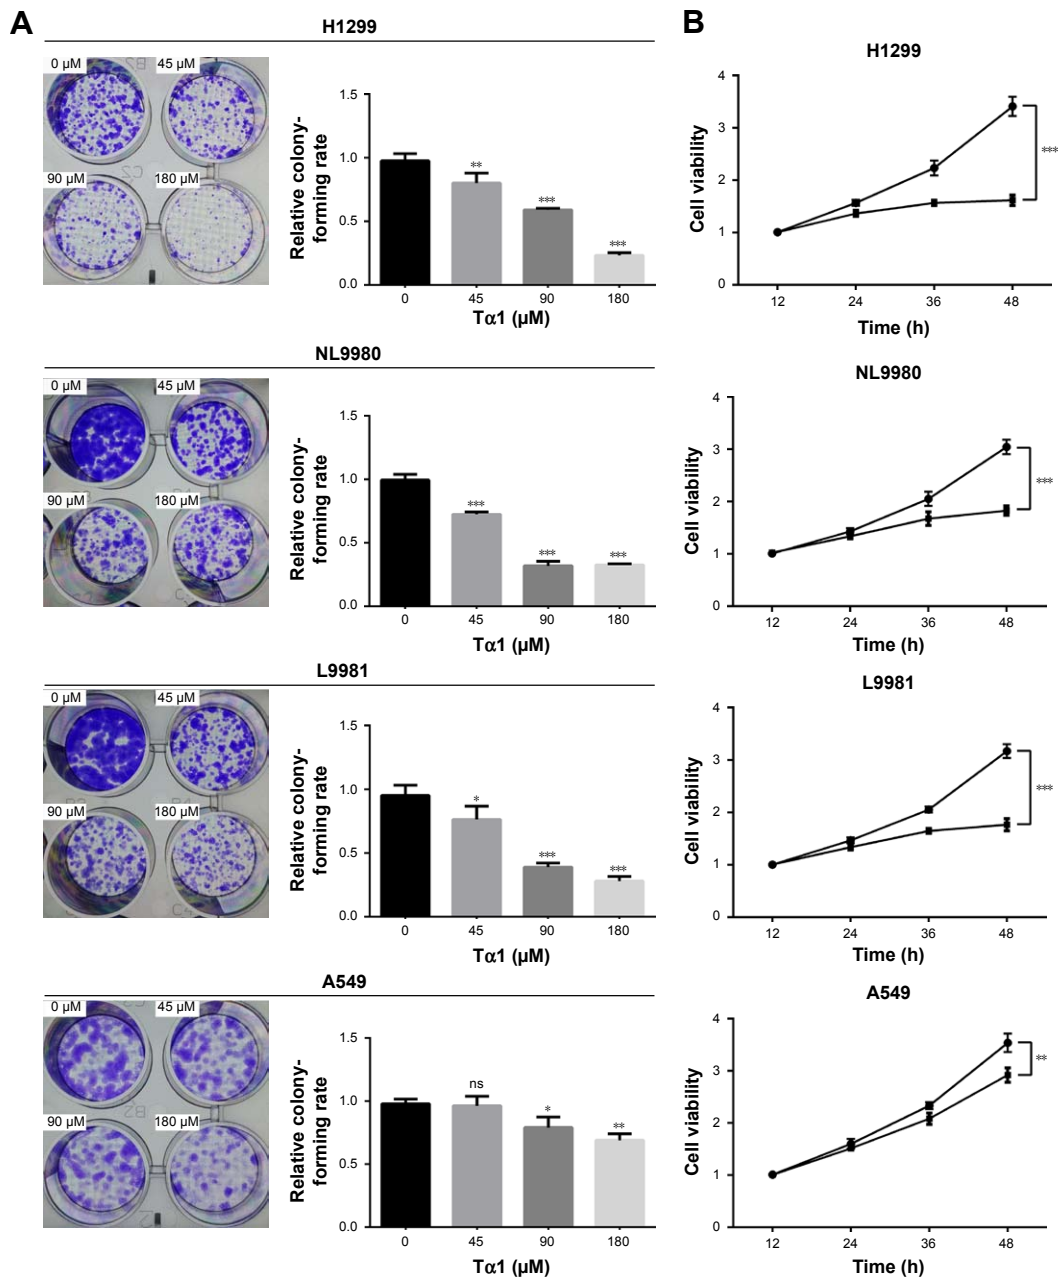 A
H1299
0 µM
45 µM
90 µM
180 µM
Relative colony-
forming rate
1.5
1.0
0.5
0.0
**
***
***
0
45
90
180
Tα1 (µM)
B
H1299
Cell viability
4
3
2
1
0
***
12
24
36
48
Time (h)
NL9980
0 µM
45 µM
90 µM
180 µM
Relative colony-
forming rate
1.5
1.0
0.5
0.0
***
***
***
0
45
90
180
Tα1 (µM)
NL9980
Cell viability
4
3
2
1
0
***
12
24
36
48
Time (h)
L9981
0 µM
45 µM
90 µM
180 µM
Relative colony-
forming rate
1.5
1.0
0.5
0.0
*
***
***
0
45
90
180
Tα1 (µM)
L9981
Cell viability
4
3
2
1
0
***
12
24
36
48
Time (h)
A549
0 µM
45 µM
90 µM
180 µM
Relative colony-
forming rate
1.5
1.0
0.5
0.0
ns
*
**
0
45
90
180
Tα1 (µM)
A549
Cell viability
4
3
2
1
0
**
12
24
36
48
Time (h)